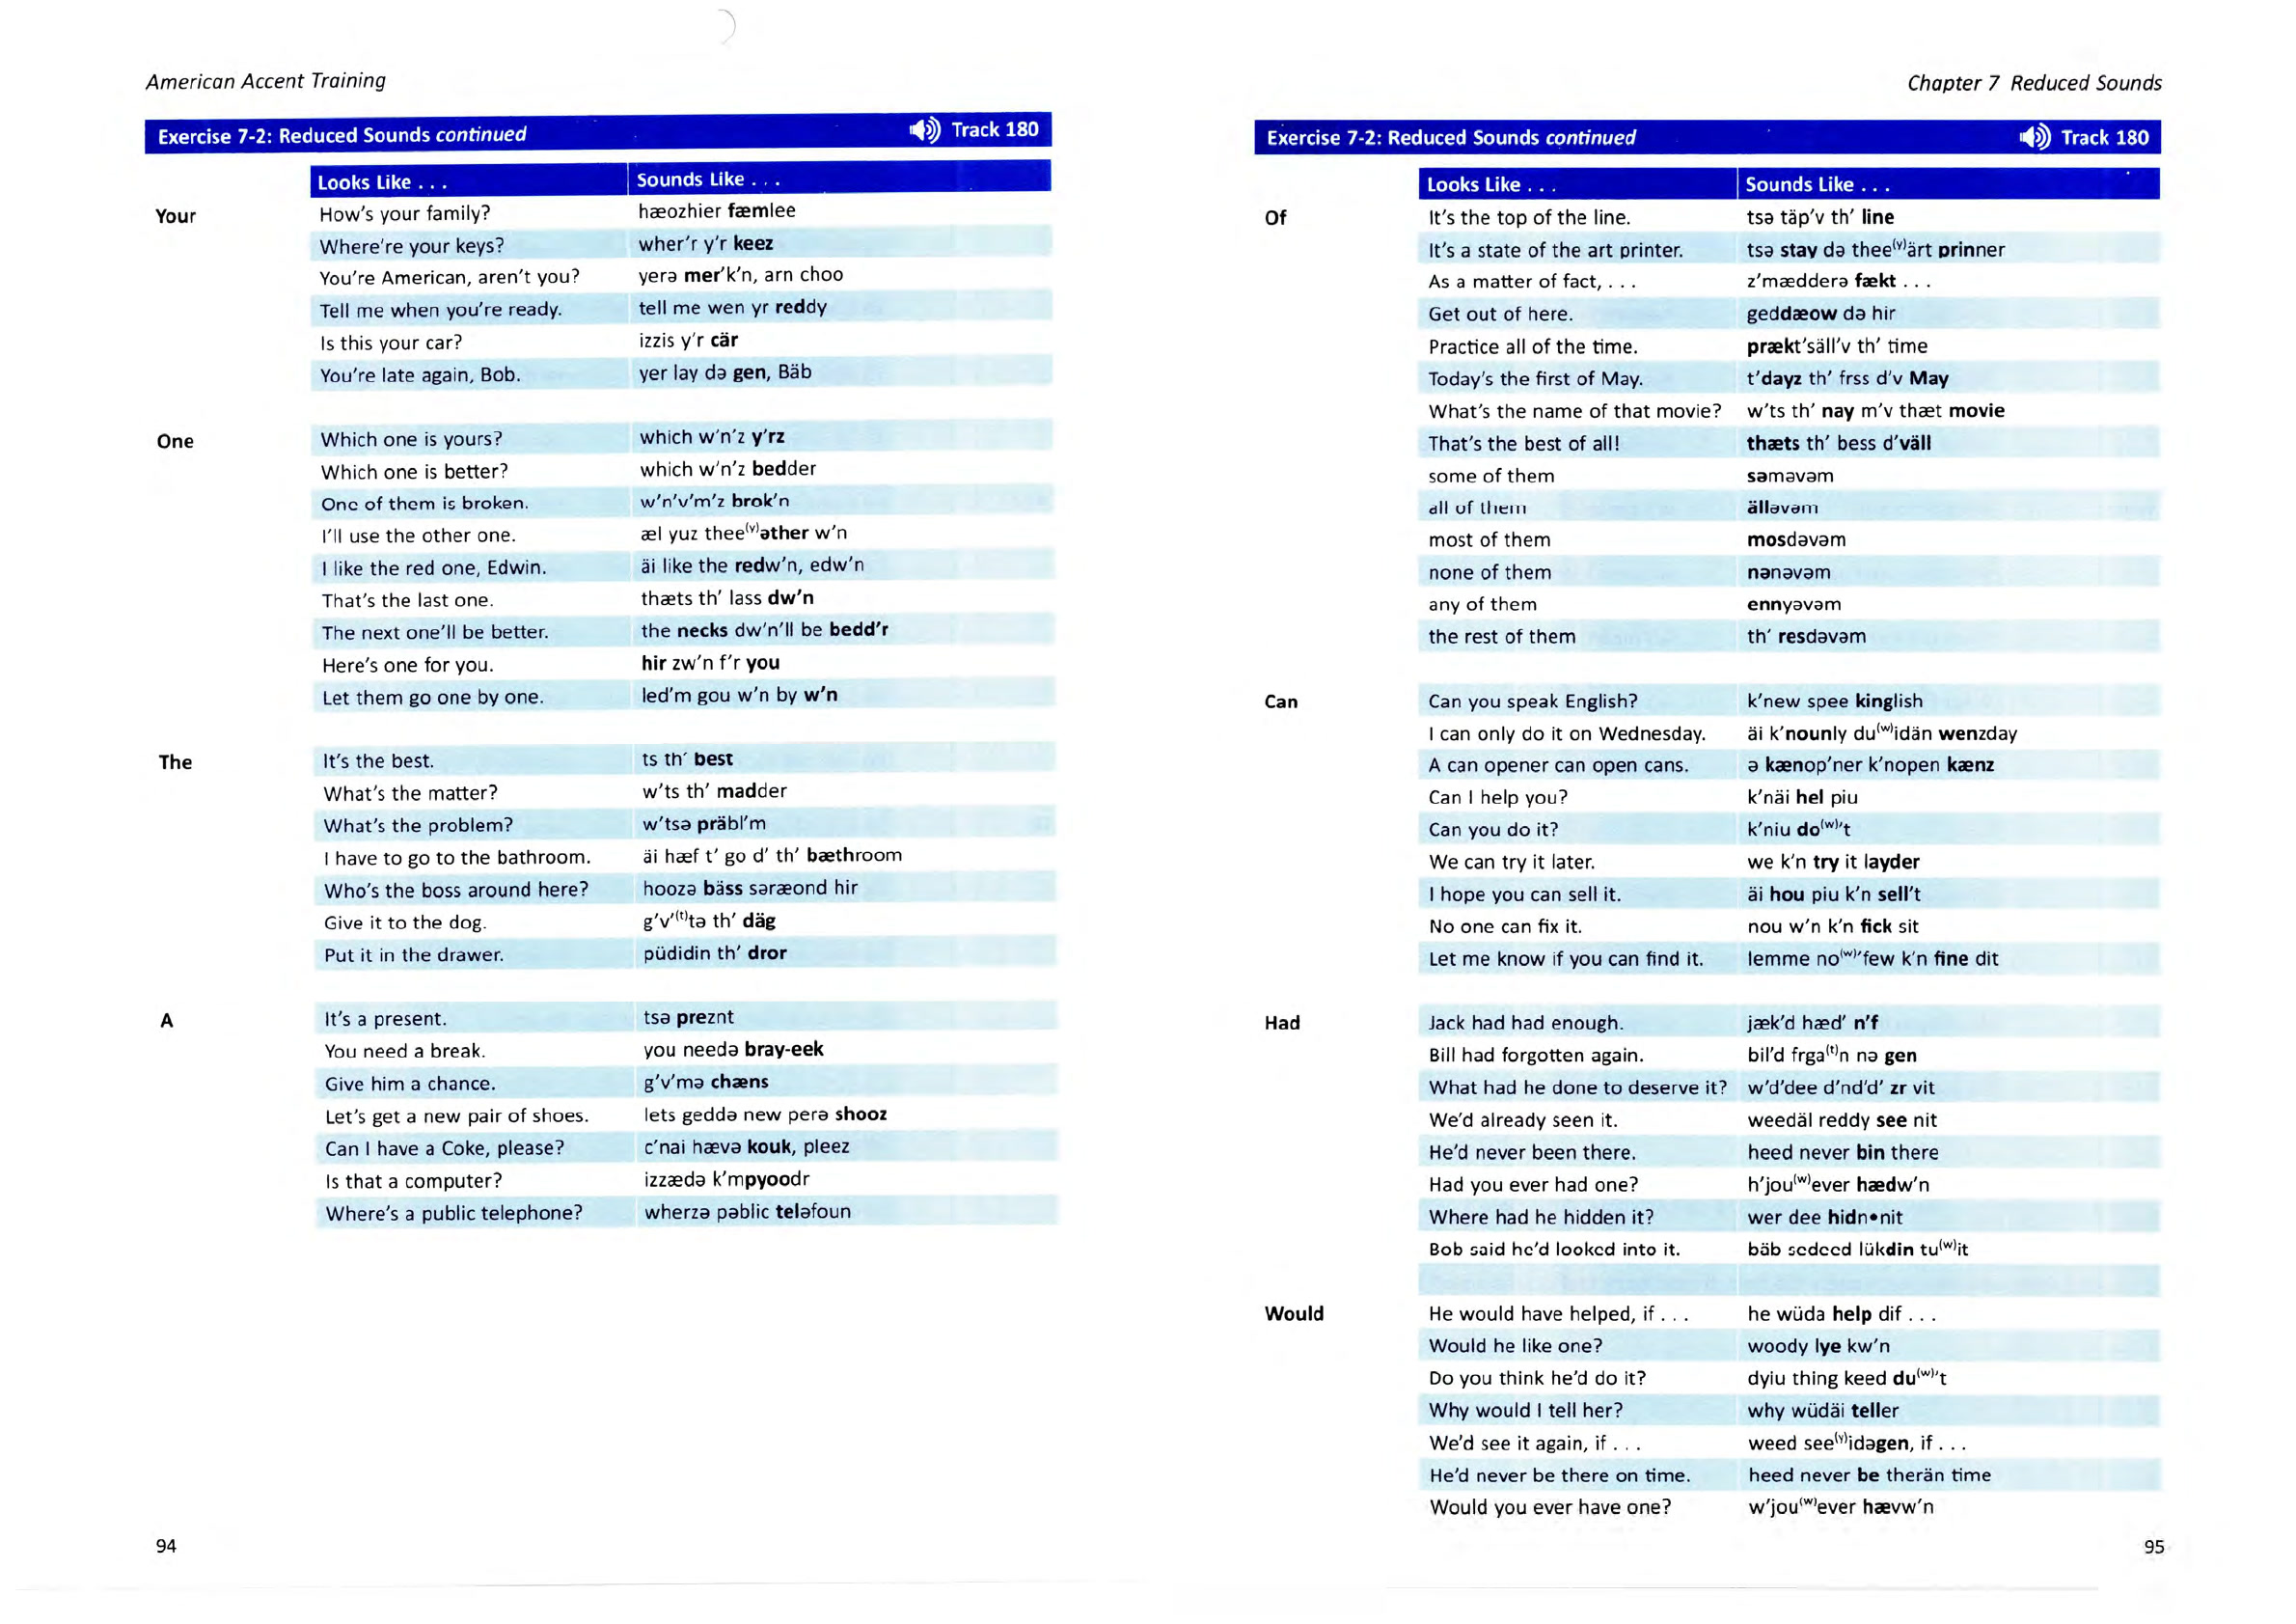 American Accent Training
Exercise 7-2: Reduced Sounds continued Track 180
Looks Like . . . Sounds Like . . .
Your How's your family? hæozhier fæmlee
Where're your keys? wher'r y'r keez
You're American, aren't you? yerə mer'k'n, arn choo
Tell me when you're ready. tell me wen yr reddy
Is this your car? izzis y'r cär
You're late again, Bob. yer lay də gen, Bäb
One Which one is yours? which w'n'z y'rz
Which one is better? which w'n'z bedder
One of them is broken. w'n'v'm'z brok'n
I'll use the other one. æl yuz thee(y)əther w'n
I like the red one, Edwin. äi like the redw'n, edw'n
That's the last one. thæts th' lass dw'n
The next one'll be better. the necks dw'n'll be bedd'r
Here's one for you. hir zw'n f'r you
Let them go one by one. led'm gou w'n by w'n
The It's the best. ts th' best
What's the matter? w'ts th' madder
What's the problem? w'tsə präbl'm
I have to go to the bathroom. äi hæf t' go d' th' bæthroom
Who's the boss around here? hoozə bäss səræond hir
Give it to the dog. g'v'(t)tə th' däg
Put it in the drawer. püdidin th' dror
A It's a present. tsə preznt
You need a break. you needə bray-eek
Give him a chance. g'v'mə chæns
Let's get a new pair of shoes. lets geddə new perə shooz
Can I have a Coke, please? c'nai hævə kouk, pleez
Is that a computer? izzædə k'mpyoodr
Where's a public telephone? wherzə pəblic teləfoun
94
Chapter 7 Reduced Sounds
Exercise 7-2: Reduced Sounds continued Track 180
Looks Like . . . Sounds Like . . .
Of It's the top of the line. tsə täp'v th' line
It's a state of the art printer. tsə stay də thee(y)ärt prinner
As a matter of fact, . . . z'mædderə fækt . . .
Get out of here. geddæow də hir
Practice all of the time. prækt'säll'v th' time
Today's the first of May. t'dayz th' frss d'v May
What's the name of that movie? w'ts th' nay m'v thæt movie
That's the best of all! thæts th' bess d'väll
some of them səməvəm
all of them älləvəm
most of them mosdəvəm
none of them nənəvəm
any of them ennyəvəm
the rest of them th' resdəvəm
Can Can you speak English? k'new spee kinglish
I can only do it on Wednesday. äi k'nounly du(w)idän wenzday
A can opener can open cans. ə kænop'ner k'nopen kænz
Can I help you? k'näi hel piu
Can you do it? k'niu do(w)'t
We can try it later. we k'n try it layder
I hope you can sell it. äi hou piu k'n sell't
No one can fix it. nou w'n k'n fick sit
Let me know if you can find it. lemme no(w)'few k'n fine dit
Had Jack had had enough. jæk'd hæd' n'f
Bill had forgotten again. bil'd frga(t)n nə gen
What had he done to deserve it? w'd'dee d'nd'd' zr vit
We'd already seen it. weedäl reddy see nit
He'd never been there. heed never bin there
Had you ever had one? h'jou(w)ever hædw'n
Where had he hidden it? wer dee hidn•nit
Bob said he'd looked into it. bäb sedeed lükdin tu(w)it
Would He would have helped, if . . . he wüda help dif . . .
Would he like one? woody lye kw'n
Do you think he'd do it? dyiu thing keed du(w)'t
Why would I tell her? why wüdäi teller
We'd see it again, if . . . weed see(y)idəgen, if . . .
He'd never be there on time. heed never be therän time
Would you ever have one? w'jou(w)ever hævw'n
95